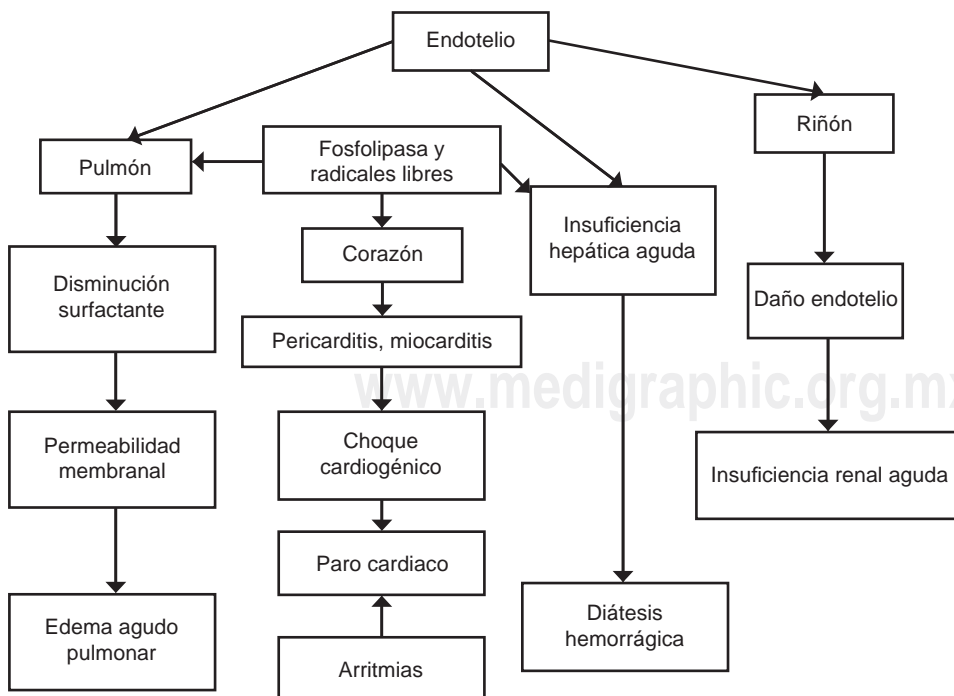 Endotelio
Riñón
Pulmón
Fosfolipasa y
radicales libres
Insuficiencia
hepática aguda
Corazón
Disminución
surfactante
Daño endotelio
Pericarditis, miocarditis
www.medigraphic.org.mx
Permeabilidad
membranal
Choque
cardiogénico
Insuficiencia renal aguda
Paro cardiaco
Edema agudo
pulmonar
Diátesis
hemorrágica
Arritmias